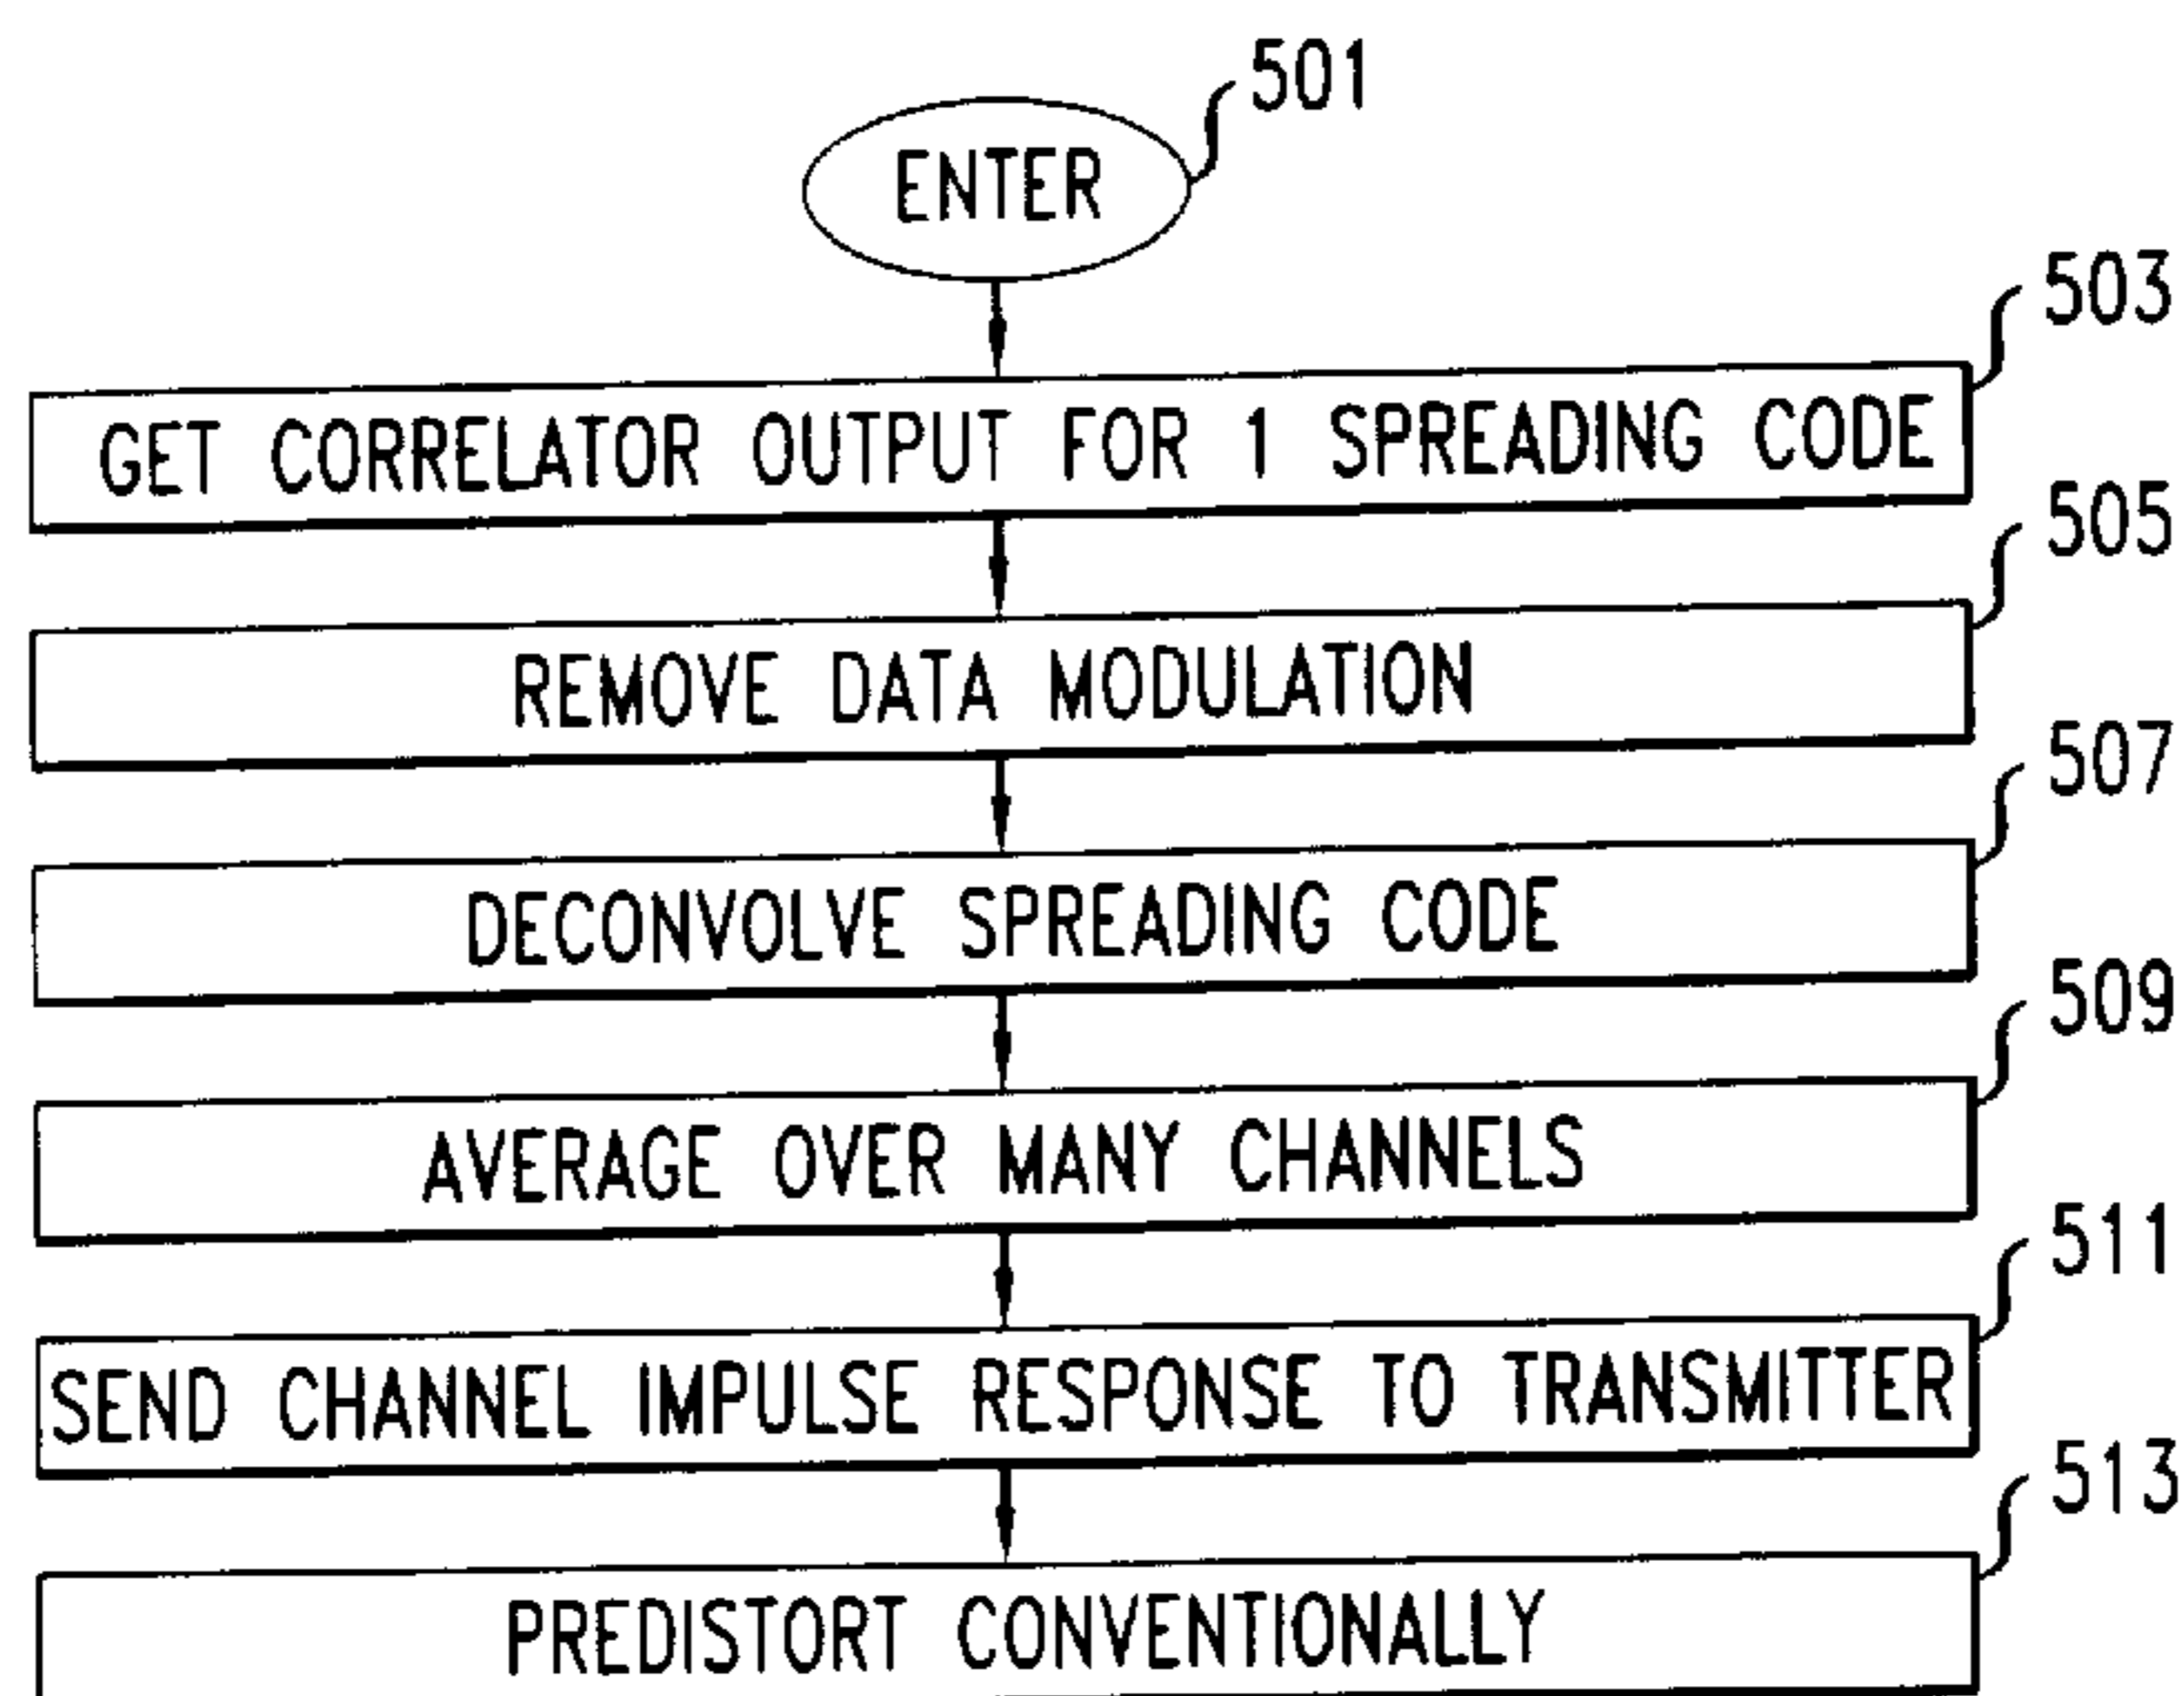 501
ENTER
503
GET CORRELATOR OUTPUT FOR 1 SPREADING CODE
505
REMOVE DATA MODULATION
507
DECONVOLVE SPREADING CODE
509
AVERAGE OVER MANY CHANNELS
511
SEND CHANNEL IMPULSE RESPONSE TO TRANSMITTER
513
PREDISTORT CONVENTIONALLY